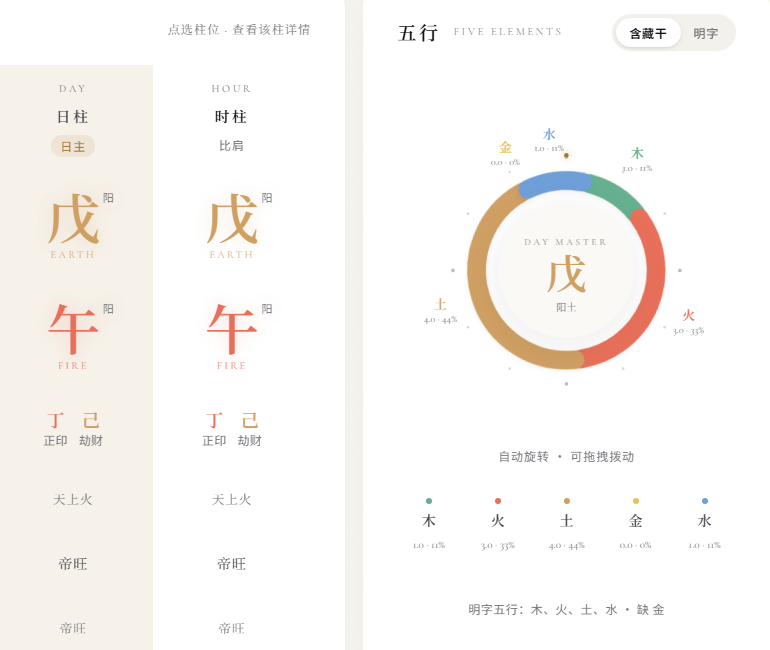 点选柱位 · 查看该柱详情
DAY
日柱
日主
戊 阳
EARTH
午 阳
FIRE
丁 己
正印 劫财
天上火
帝旺
帝旺
HOUR
时柱
比肩
戊 阳
EARTH
午 阳
FIRE
丁 己
正印 劫财
天上火
帝旺
帝旺
五行 FIVE ELEMENTS
含藏干 明字
水
1.0 · 11%
金
0.0 · 0%
木
1.0 · 11%
DAY MASTER
戊
阳土
土
4.0 · 44%
火
3.0 · 33%
自动旋转 · 可拖拽拨动
木 火 土 金 水
1.0 · 11% 3.0 · 33% 4.0 · 44% 0.0 · 0% 1.0 · 11%
明字五行：木、火、土、水 · 缺 金